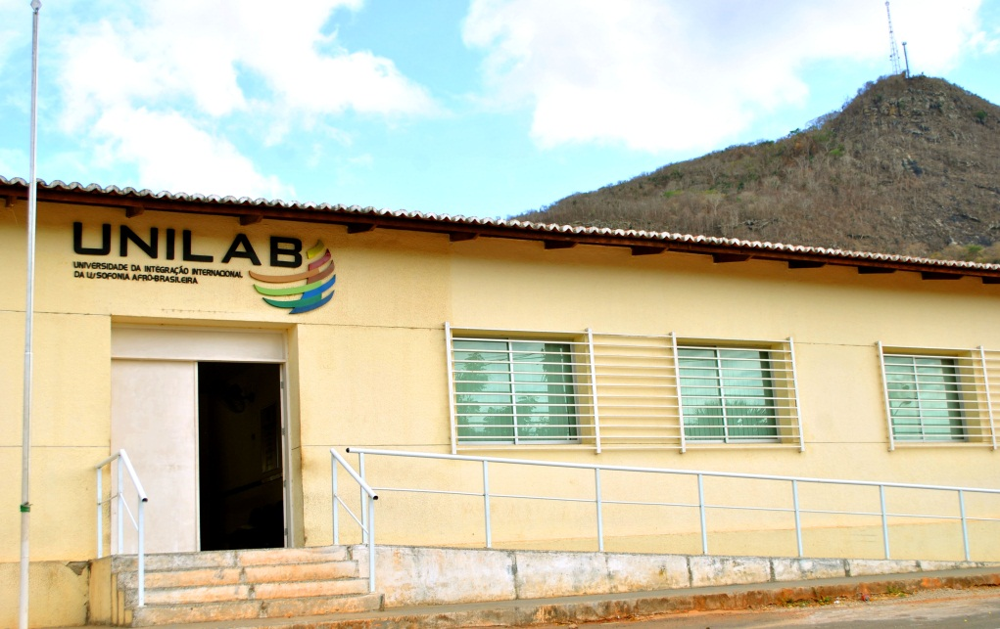 UNILAB
UNIVERSIDADE DA INTEGRAÇÃO INTERNACIONAL
DA LUSOFONIA AFRO-BRASILEIRA